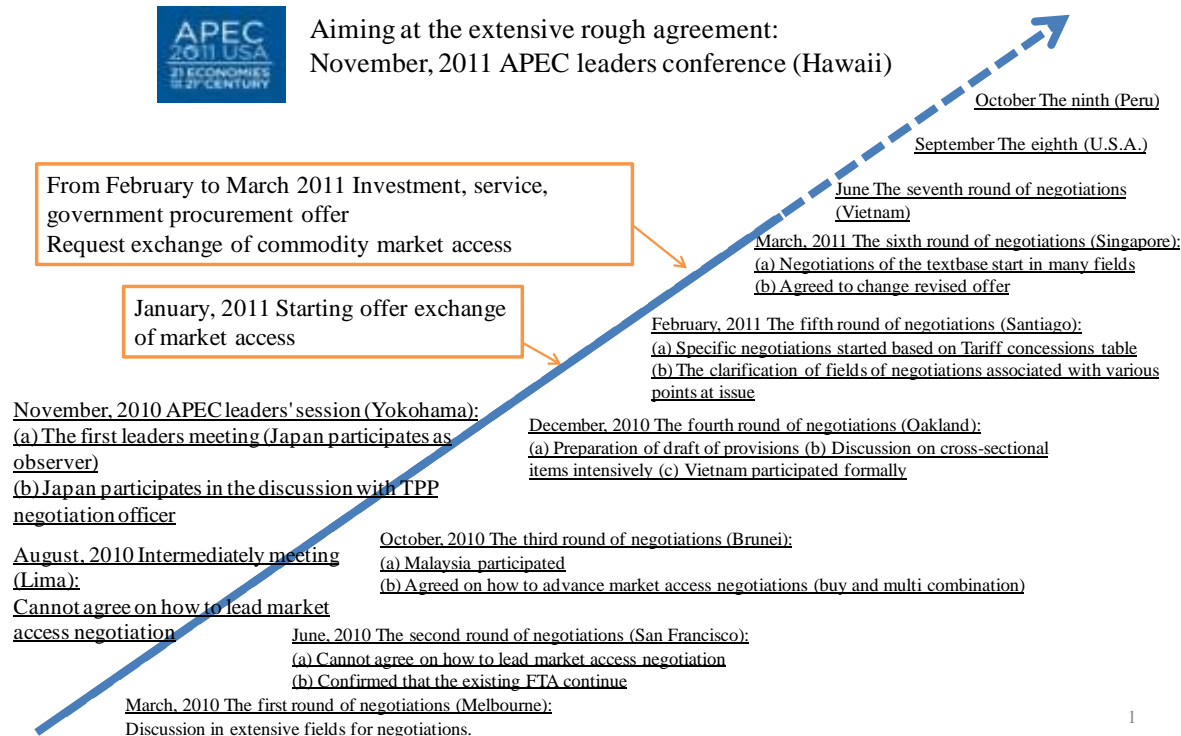 APEC
2011 USA
21 ECONOMIES
21ST CENTURY
Aiming at the extensive rough agreement:
November, 2011 APEC leaders conference (Hawaii)
October The ninth (Peru)
September The eighth (U.S.A.)
June The seventh round of negotiations
(Vietnam)
From February to March 2011 Investment, service,
government procurement offer
Request exchange of commodity market access
March, 2011 The sixth round of negotiations (Singapore):
(a) Negotiations of the textbase start in many fields
(b) Agreed to change revised offer
January, 2011 Starting offer exchange
of market access
February, 2011 The fifth round of negotiations (Santiago):
(a) Specific negotiations started based on Tariff concessions table
(b) The clarification of fields of negotiations associated with various
points at issue
November, 2010 APEC leaders' session (Yokohama):
(a) The first leaders meeting (Japan participates as
observer)
(b) Japan participates in the discussion with TPP
negotiation officer
December, 2010 The fourth round of negotiations (Oakland):
(a) Preparation of draft of provisions (b) Discussion on cross-sectional
items intensively (c) Vietnam participated formally
August, 2010 Intermediately meeting
(Lima):
Cannot agree on how to lead market
access negotiation
October, 2010 The third round of negotiations (Brunei):
(a) Malaysia participated
(b) Agreed on how to advance market access negotiations (buy and multi combination)
June, 2010 The second round of negotiations (San Francisco):
(a) Cannot agree on how to lead market access negotiation
(b) Confirmed that the existing FTA continue
March, 2010 The first round of negotiations (Melbourne):
Discussion in extensive fields for negotiations.
1